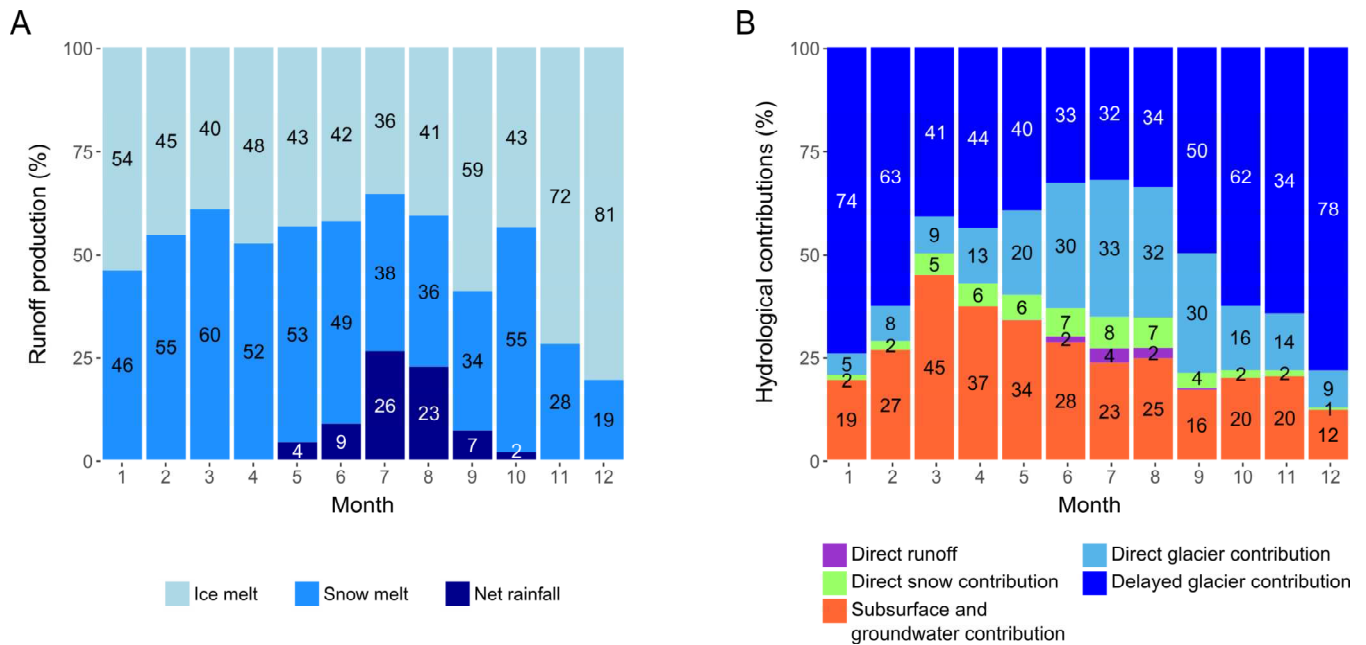 A
Runoff production (%)
100
75
50
25
0
54 45 40 48 43 42 36 41 59 43 72 81
46 55 60 52 53 49 38 36 34 55 28 19
4 9 26 23 7 2
1 2 3 4 5 6 7 8 9 10 11 12
Month
Ice melt Snow melt Net rainfall
B
Hydrological contributions (%)
100
75
50
25
0
74 63 41 44 40 33 32 34 50 62 34 78
5 8 9 13 20 30 33 32 30 16 14 9
2 2 5 6 6 7 8 7 4 2 2 1
2 4 2
19 27 45 37 34 28 23 25 16 20 20 12
1 2 3 4 5 6 7 8 9 10 11 12
Month
Direct runoff
Direct snow contribution
Subsurface and
groundwater contribution
Direct glacier contribution
Delayed glacier contribution